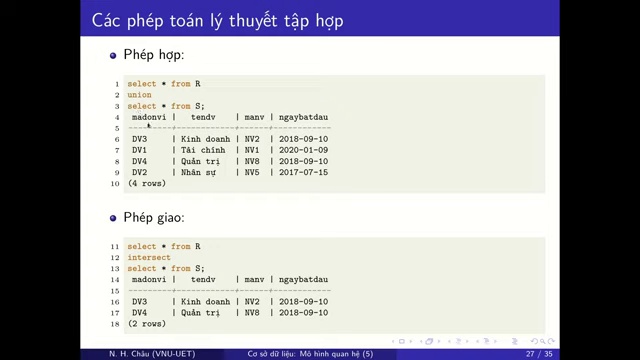 Các phép toán lý thuyết tập hợp
Phép hợp:
1 select * from R
2 union
3 select * from S;
4 madonvi | tendv | manv | ngaybatdau
5 ---------+------------+------+------------
6 DV3 | Kinh doanh | NV2 | 2018-09-10
7 DV1 | Tài chính | NV1 | 2020-01-09
8 DV4 | Quản trị | NV8 | 2018-09-10
9 DV2 | Nhân sự | NV5 | 2017-07-15
10 (4 rows)
Phép giao:
11 select * from R
12 intersect
13 select * from S;
14 madonvi | tendv | manv | ngaybatdau
15 ---------+------------+------+------------
16 DV3 | Kinh doanh | NV2 | 2018-09-10
17 DV4 | Quản trị | NV8 | 2018-09-10
18 (2 rows)
N. H. Châu (VNU-UET) Cơ sở dữ liệu: Mô hình quan hệ (5) 27 / 35